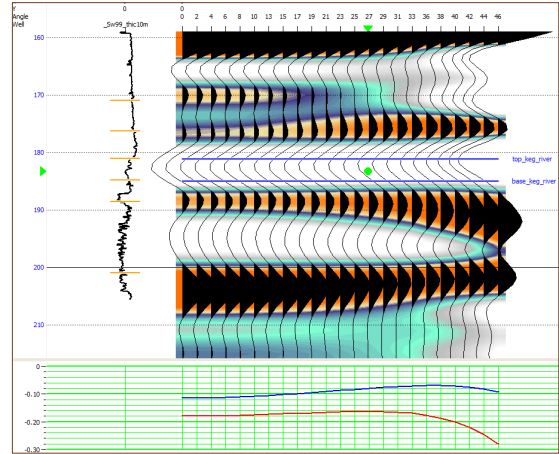 Y
Angle 0 0 2 4 6 8 10 11 13 15 17 19 21 23 25 27 29 31 33 35 38 40 42 44 46
Well _Sw99_thic10m
160
170
180
top_keg_river
base_keg_river
190
200
210
0
-0.10
-0.20
-0.30